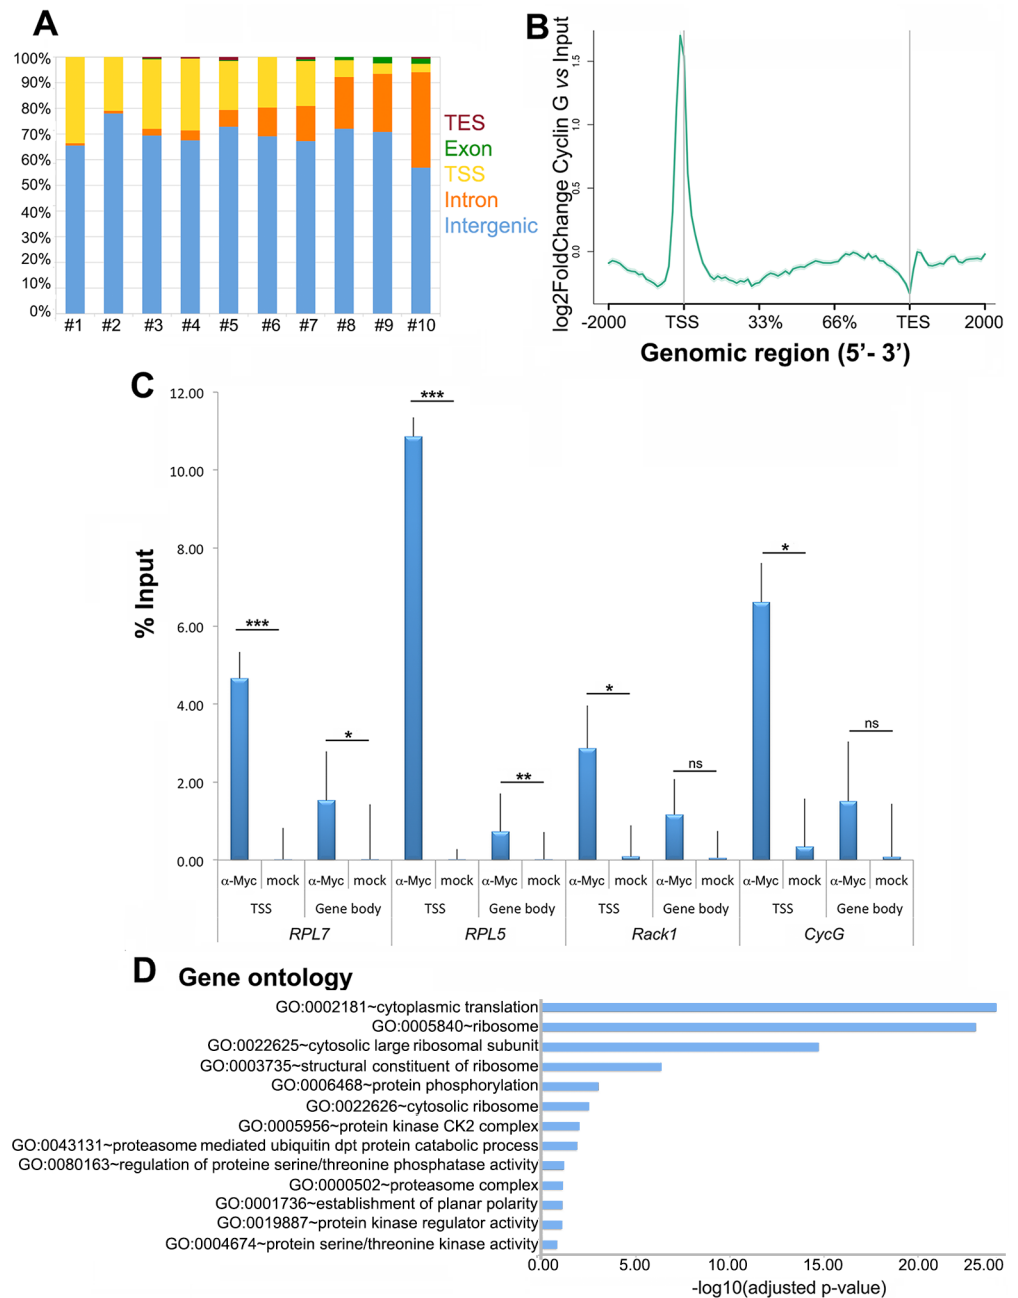 A
100%
90%
80%
70%
60%
50%
40%
30%
20%
10%
0%
#1 #2 #3 #4 #5 #6 #7 #8 #9 #10
TES
Exon
TSS
Intron
Intergenic
B
log2FoldChange Cyclin G vs Input
1.5
1.0
0.5
0.0
-2000 TSS 33% 66% TES 2000
Genomic region (5’- 3’)
C
% Input
12.00
10.00
8.00
6.00
4.00
2.00
0.00
***
*
***
**
*
ns
*
ns
α-Myc mock α-Myc mock α-Myc mock α-Myc mock α-Myc mock α-Myc mock α-Myc mock α-Myc mock
TSS Gene body TSS Gene body TSS Gene body TSS Gene body
RPL7 RPL5 Rack1 CycG
D Gene ontology
GO:0002181~cytoplasmic translation
GO:0005840~ribosome
GO:0022625~cytosolic large ribosomal subunit
GO:0003735~structural constituent of ribosome
GO:0006468~protein phosphorylation
GO:0022626~cytosolic ribosome
GO:0005956~protein kinase CK2 complex
GO:0043131~proteasome mediated ubiquitin dpt protein catabolic process
GO:0080163~regulation of proteine serine/threonine phosphatase activity
GO:0000502~proteasome complex
GO:0001736~establishment of planar polarity
GO:0019887~protein kinase regulator activity
GO:0004674~protein serine/threonine kinase activity
0.00 5.00 10.00 15.00 20.00 25.00
-log10(adjusted p-value)